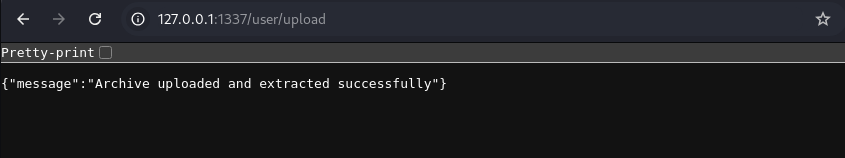 127.0.0.1:1337/user/upload
Pretty-print
{"message":"Archive uploaded and extracted successfully"}